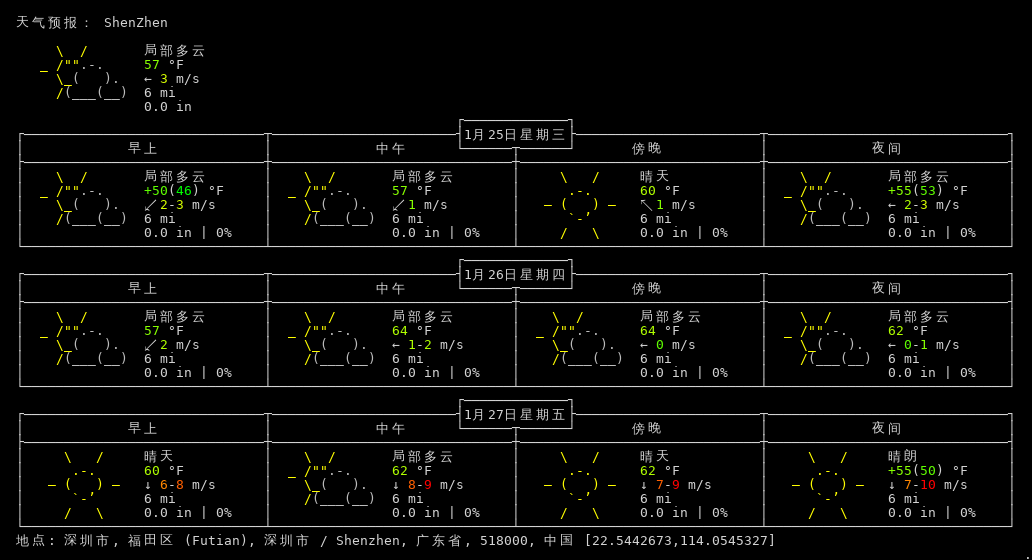 天气预报： ShenZhen
局部多云
57 °F
← 3 m/s
6 mi
0.0 in
1月25日星期三
早上 中午 傍晚 夜间
局部多云 局部多云 晴天 局部多云
+50(46) °F 57 °F 60 °F +55(53) °F
↙ 2-3 m/s ↙ 1 m/s ↖ 1 m/s ← 2-3 m/s
6 mi 6 mi 6 mi 6 mi
0.0 in | 0% 0.0 in | 0% 0.0 in | 0% 0.0 in | 0%
1月26日星期四
早上 中午 傍晚 夜间
局部多云 局部多云 局部多云 局部多云
57 °F 64 °F 64 °F 62 °F
↙ 2 m/s ← 1-2 m/s ← 0 m/s ← 0-1 m/s
6 mi 6 mi 6 mi 6 mi
0.0 in | 0% 0.0 in | 0% 0.0 in | 0% 0.0 in | 0%
1月27日星期五
早上 中午 傍晚 夜间
晴天 局部多云 晴天 晴朗
60 °F 62 °F 62 °F +55(50) °F
↓ 6-8 m/s ↓ 8-9 m/s ↓ 7-9 m/s ↓ 7-10 m/s
6 mi 6 mi 6 mi 6 mi
0.0 in | 0% 0.0 in | 0% 0.0 in | 0% 0.0 in | 0%
地点: 深圳市, 福田区 (Futian), 深圳市 / Shenzhen, 广东省, 518000, 中国 [22.5442673,114.0545327]